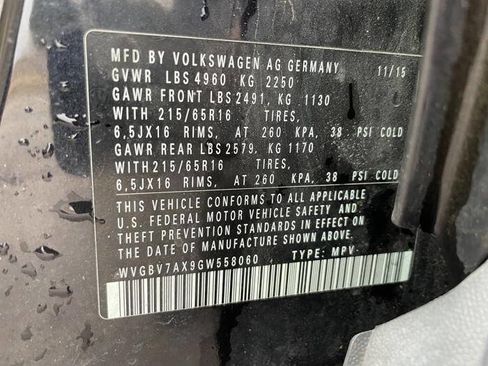 MFD BY VOLKSWAGEN AG GERMANY 11/15
GVWR LBS 4960 KG 2250
GAWR FRONT LBS 2491, KG 1130
WITH 215/65R16 TIRES,
6,5JX16 RIMS, AT 260 KPA, 38 PSI COLD
GAWR REAR LBS 2579, KG 1170
WITH 215/65R16 TIRES,
6,5JX16 RIMS, AT 260 KPA, 38 PSI COLD
THIS VEHICLE CONFORMS TO ALL APPLICABLE
U.S. FEDERAL MOTOR VEHICLE SAFETY AND
THEFT PREVENTION STANDARDS IN EFFECT
ON THE DATE OF MANUFACTURE SHOWN ABOVE
WVGBV7AX9GW558060 TYPE: MPV